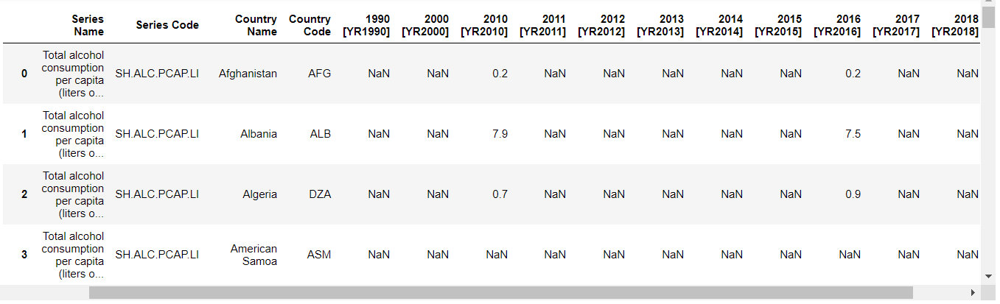 Series Name Series Code Country Name Country Code 1990 [YR1990] 2000 [YR2000] 2010 [YR2010] 2011 [YR2011] 2012 [YR2012] 2013 [YR2013] 2014 [YR2014] 2015 [YR2015] 2016 [YR2016] 2017 [YR2017] 2018 [YR2018]
0 Total alcohol consumption per capita (liters o... SH.ALC.PCAP.LI Afghanistan AFG NaN NaN 0.2 NaN NaN NaN NaN NaN 0.2 NaN NaN
1 Total alcohol consumption per capita (liters o... SH.ALC.PCAP.LI Albania ALB NaN NaN 7.9 NaN NaN NaN NaN NaN 7.5 NaN NaN
2 Total alcohol consumption per capita (liters o... SH.ALC.PCAP.LI Algeria DZA NaN NaN 0.7 NaN NaN NaN NaN NaN 0.9 NaN NaN
3 Total alcohol consumption per capita (liters o... SH.ALC.PCAP.LI American Samoa ASM NaN NaN NaN NaN NaN NaN NaN NaN NaN NaN NaN